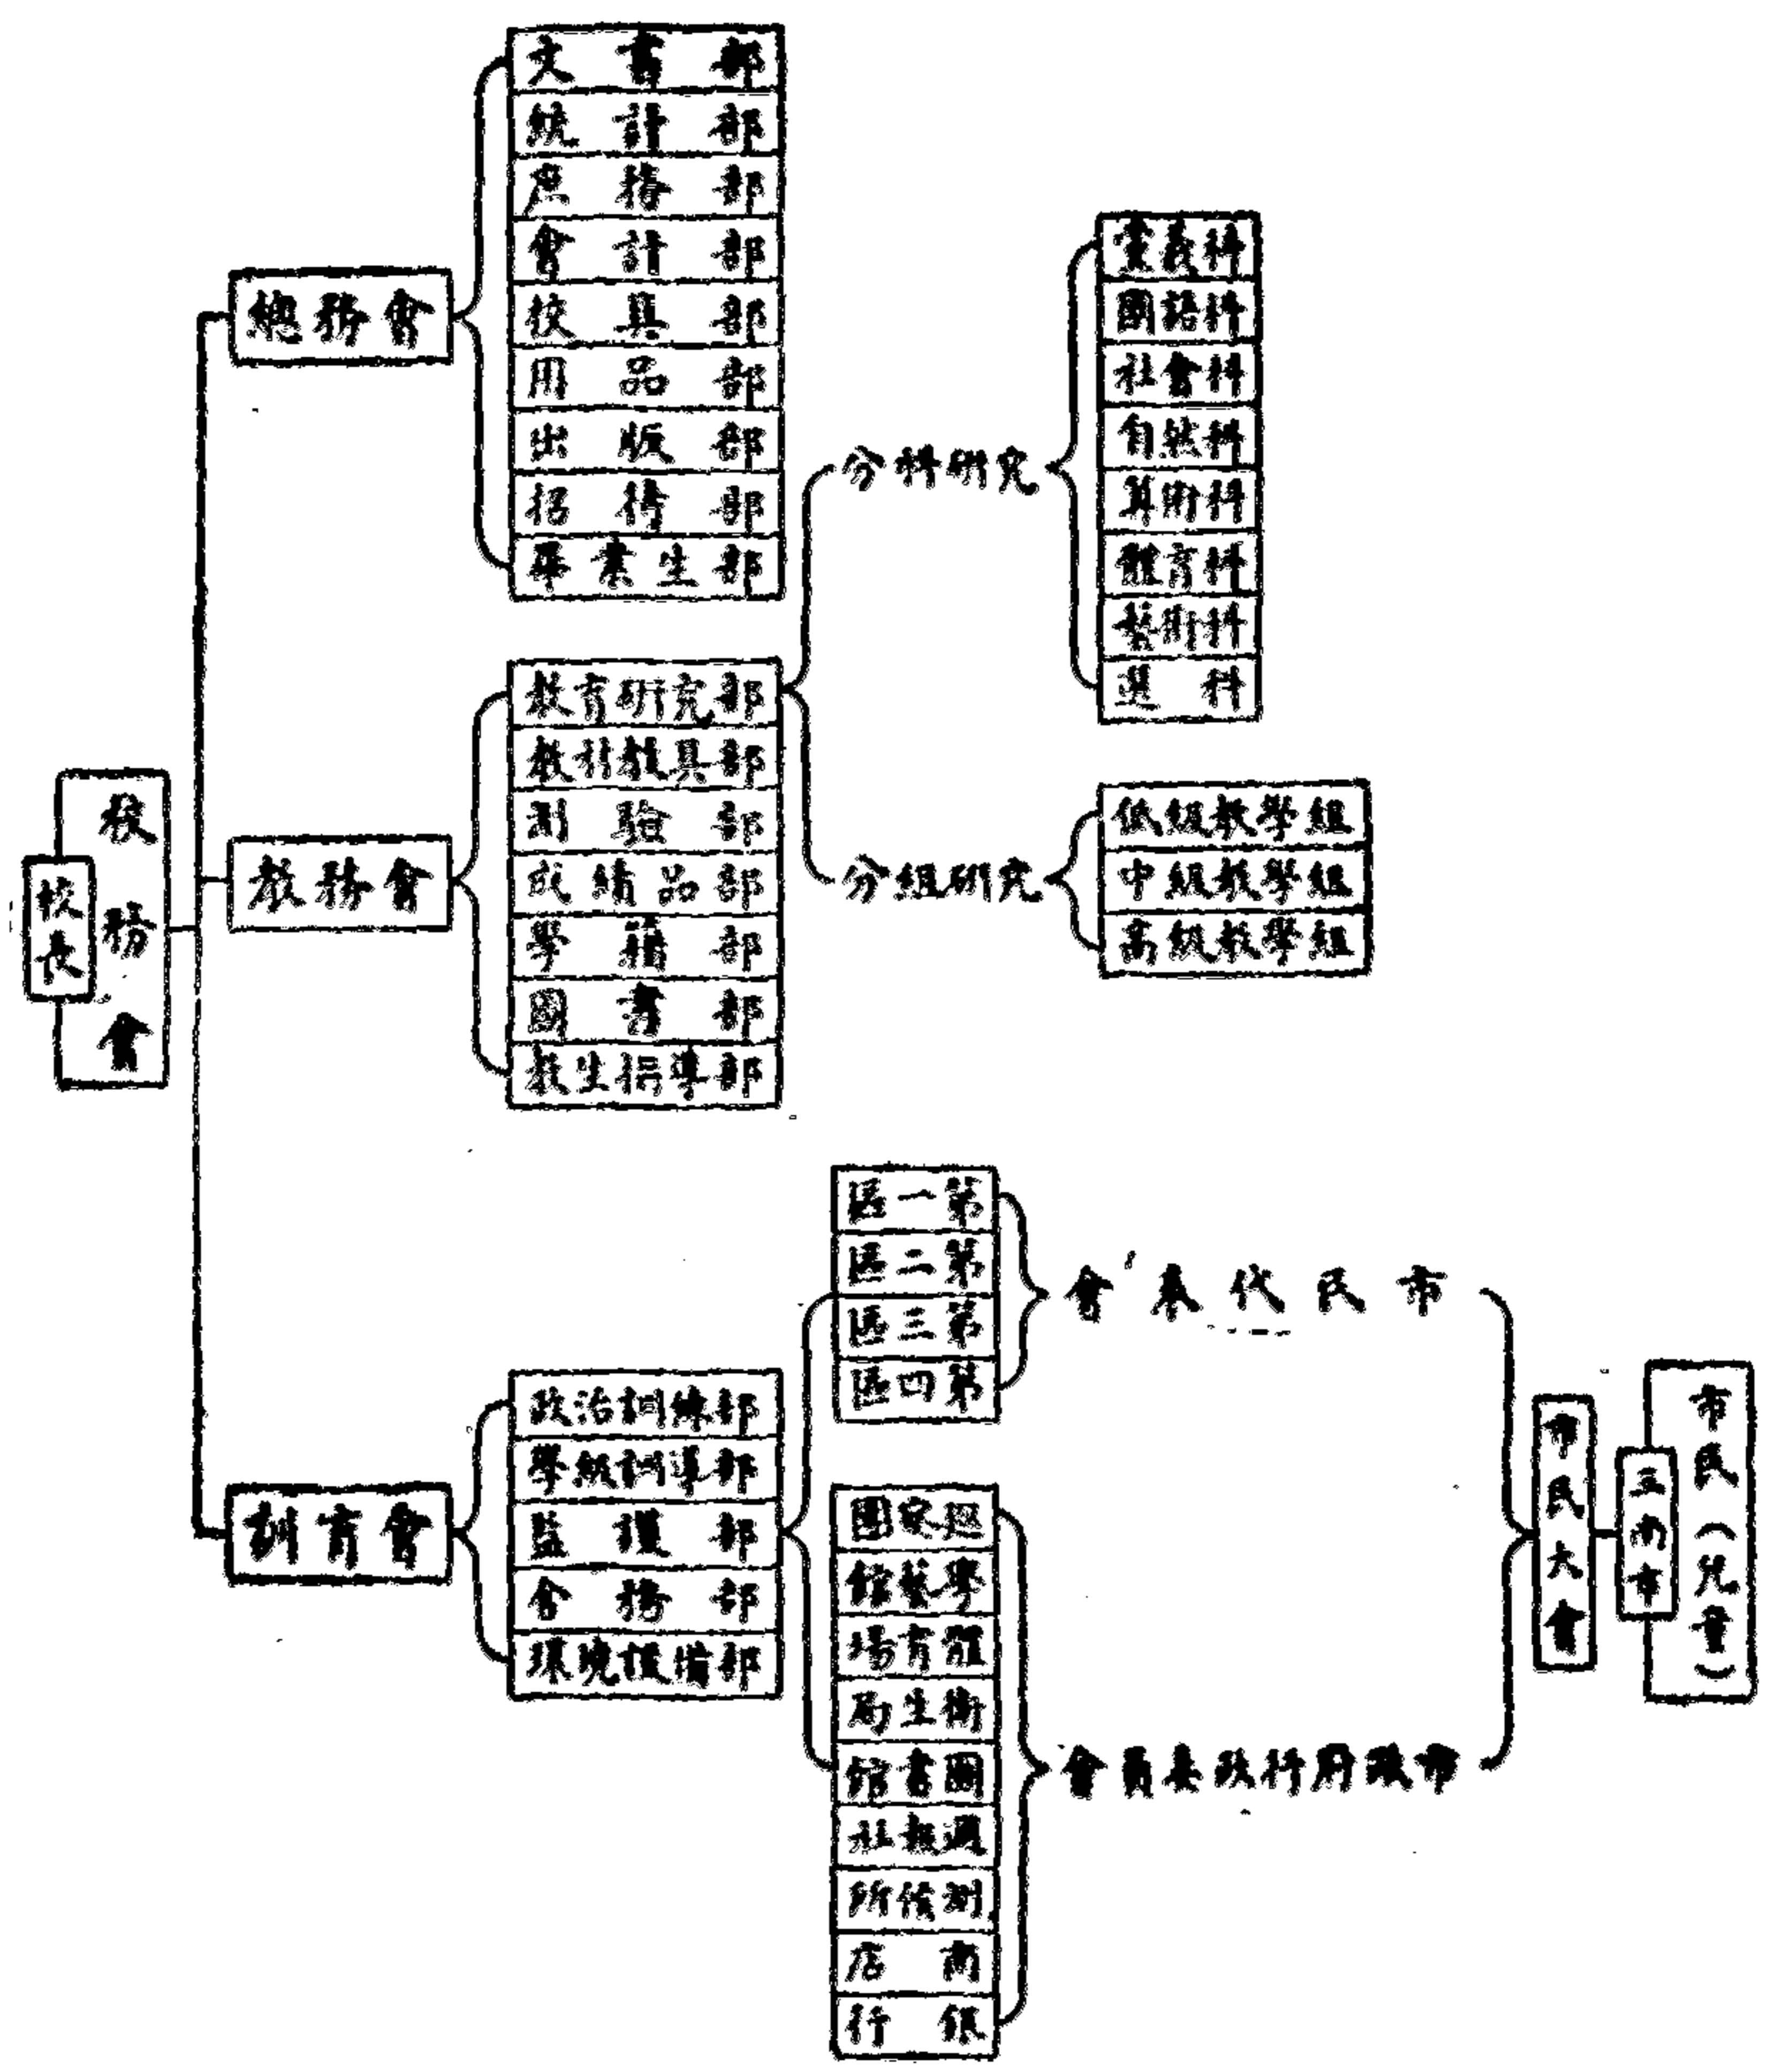 校長
校務會
總務會
文書部
統計部
庶務部
會計部
校具部
用品部
出版部
招待部
畢業生部
教務會
教育研究部
教科教具部
測驗部
成績品部
學籍部
圖書部
教生指導部
分科研究
黨義科
國語科
社會科
自然科
算術科
體育科
藝術科
選科
分組研究
低級教學組
中級教學組
高級教學組
訓育會
政治訓練部
學級訓導部
監護部
會務部
環境設備部
第一區
第二區
第三區
第四區
市民代表會
巡察團
學藝館
體育場
衛生局
圖書館
週報社
測候所
商店
銀行
市政府行政委員會
市民大會
三南市
市民(兒童)